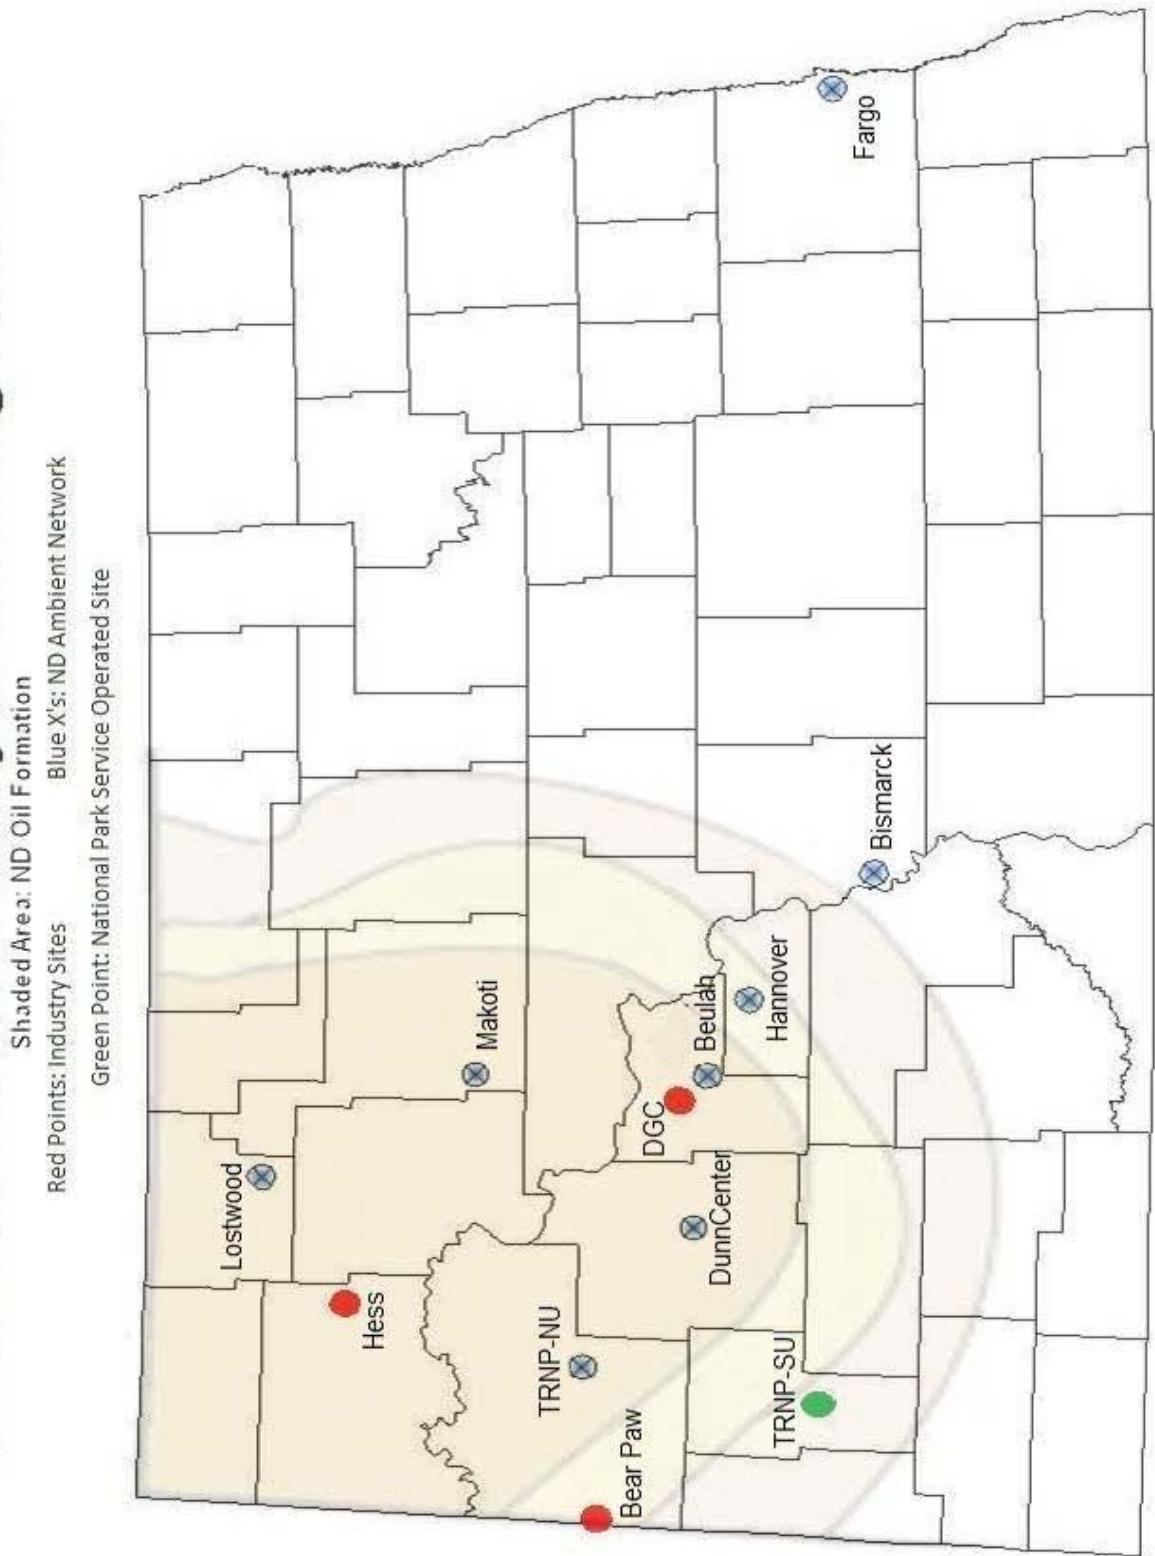 Shaded Area: ND Oil Formation
Red Points: Industry Sites Blue X's: ND Ambient Network
Green Point: National Park Service Operated Site
Lostwood
Hess
Makoti
TRNP-NU
Bear Paw
DGC
Beulah
DunnCenter
Hannover
TRNP-SU
Bismarck
Fargo